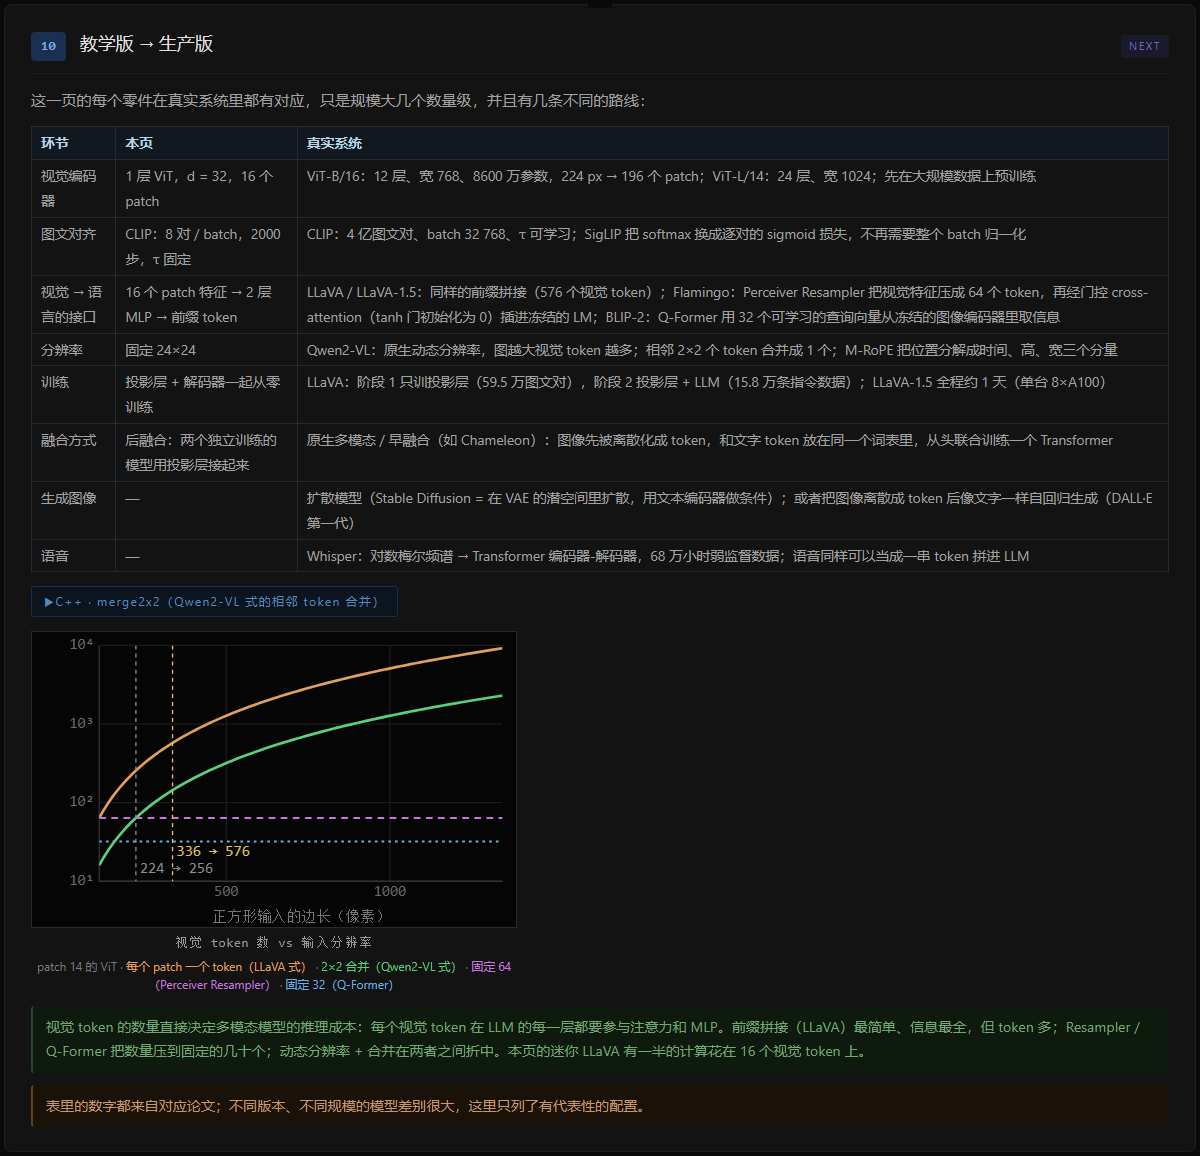 10 教学版 → 生产版 NEXT
这一页的每个零件在真实系统里都有对应，只是规模大几个数量级，并且有几条不同的路线：
环节 本页 真实系统
视觉编码器 1 层 ViT，d = 32，16 个 patch ViT-B/16：12 层、宽 768、8600 万参数，224 px → 196 个 patch；ViT-L/14：24 层、宽 1024；先在大规模数据上预训练
图文对齐 CLIP：8 对 / batch，2000 步，τ 固定 CLIP：4 亿图文对、batch 32 768、τ 可学习；SigLIP 把 softmax 换成逐对的 sigmoid 损失，不再需要整个 batch 归一化
视觉 → 语言的接口 16 个 patch 特征 → 2 层 MLP → 前缀 token LLaVA / LLaVA-1.5：同样的前缀拼接（576 个视觉 token）；Flamingo：Perceiver Resampler 把视觉特征压成 64 个 token，再经门控 cross-attention（tanh 门初始化为 0）插进冻结的 LM；BLIP-2：Q-Former 用 32 个可学习的查询向量从冻结的图像编码器里取信息
分辨率 固定 24×24 Qwen2-VL：原生动态分辨率，图越大视觉 token 越多；相邻 2×2 个 token 合并成 1 个；M-RoPE 把位置分解成时间、高、宽三个分量
训练 投影层 + 解码器一起从零训练 LLaVA：阶段 1 只训投影层（59.5 万图文对），阶段 2 投影层 + LLM（15.8 万条指令数据）；LLaVA-1.5 全程约 1 天（单台 8×A100）
融合方式 后融合：两个独立训练的模型用投影层接起来 原生多模态 / 早融合（如 Chameleon）：图像先被离散化成 token，和文字 token 放在同一个词表里，从头联合训练一个 Transformer
生成图像 — 扩散模型（Stable Diffusion = 在 VAE 的潜空间里扩散，用文本编码器做条件）；或者把图像离散成 token 后像文字一样自回归生成（DALL·E 第一代）
语音 — Whisper：对数梅尔频谱 → Transformer 编码器-解码器，68 万小时弱监督数据；语音同样可以当成一串 token 拼进 LLM
▶C++ · merge2x2（Qwen2-VL 式的相邻 token 合并）
10⁴
10³
10²
336 → 576
224 → 256
10¹
500 1000
正方形输入的边长（像素）
视觉 token 数 vs 输入分辨率
patch 14 的 ViT · 每个 patch 一个 token（LLaVA 式） · 2×2 合并（Qwen2-VL 式） · 固定 64
（Perceiver Resampler） · 固定 32（Q-Former）
视觉 token 的数量直接决定多模态模型的推理成本：每个视觉 token 在 LLM 的每一层都要参与注意力和 MLP。前缀拼接（LLaVA）最简单、信息最全，但 token 多；Resampler /
Q-Former 把数量压到固定的几十个；动态分辨率 + 合并在两者之间折中。本页的迷你 LLaVA 有一半的计算花在 16 个视觉 token 上。
表里的数字都来自对应论文；不同版本、不同规模的模型差别很大，这里只列了有代表性的配置。